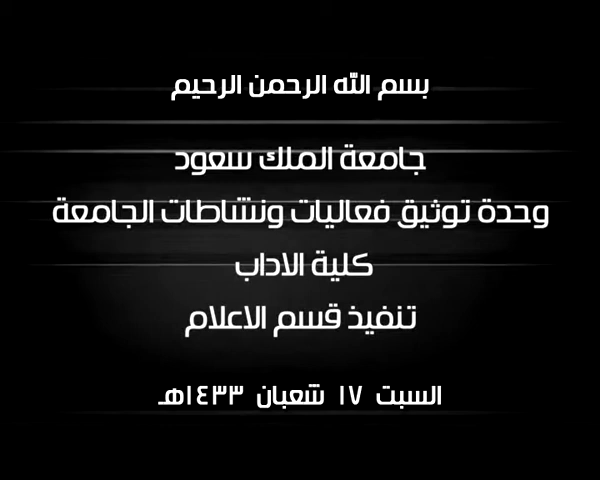 بسم الله الرحمن الرحيم
جامعة الملك سعود
وحدة توثيق فعاليات ونشاطات الجامعة
كلية الاداب
تنفيذ قسم الاعلام
السبت ١٧ شعبان ١٤٣٣هـ